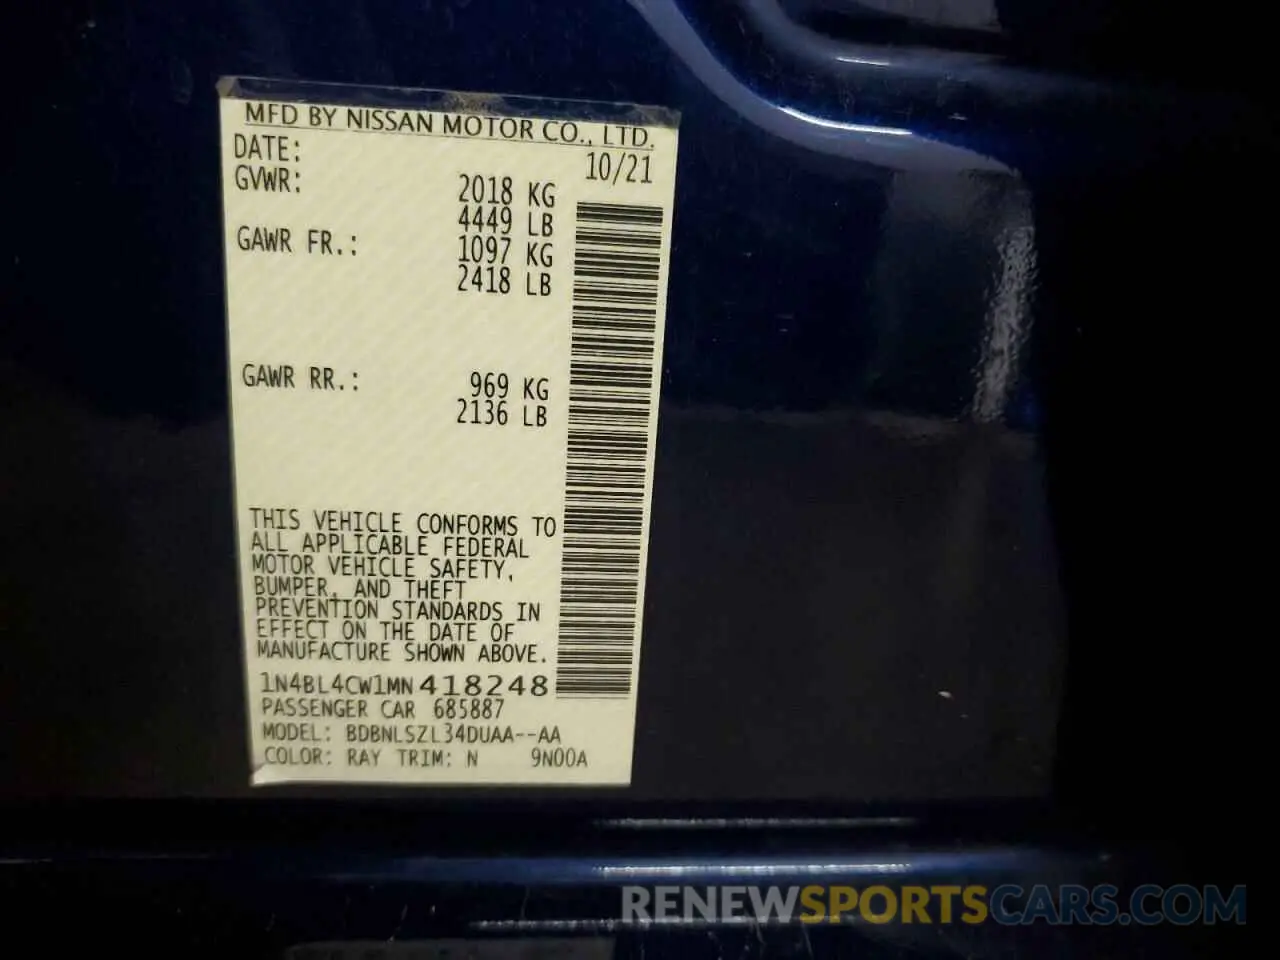 MFD BY NISSAN MOTOR CO., LTD.
DATE: 10/21
GVWR: 2018 KG
4449 LB
GAWR FR.: 1097 KG
2418 LB
GAWR RR.: 969 KG
2136 LB
THIS VEHICLE CONFORMS TO
ALL APPLICABLE FEDERAL
MOTOR VEHICLE SAFETY,
BUMPER, AND THEFT
PREVENTION STANDARDS IN
EFFECT ON THE DATE OF
MANUFACTURE SHOWN ABOVE.
1N4BL4CW1MN418248
PASSENGER CAR 685887
MODEL: BDBNLSZL34DUAA--AA
COLOR: RAY TRIM: N 9N00A
RENEWSPORTSCARS.COM